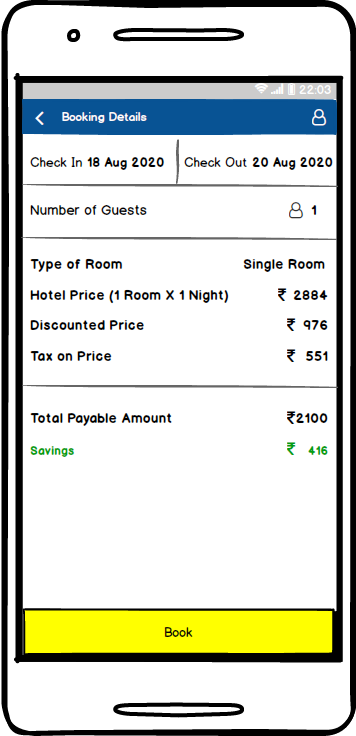 22:03
Booking Details
Check In 18 Aug 2020 Check Out 20 Aug 2020
Number of Guests 1
Type of Room Single Room
Hotel Price (1 Room X 1 Night) ₹ 2884
Discounted Price ₹ 976
Tax on Price ₹ 551
Total Payable Amount ₹2100
Savings ₹ 416
Book